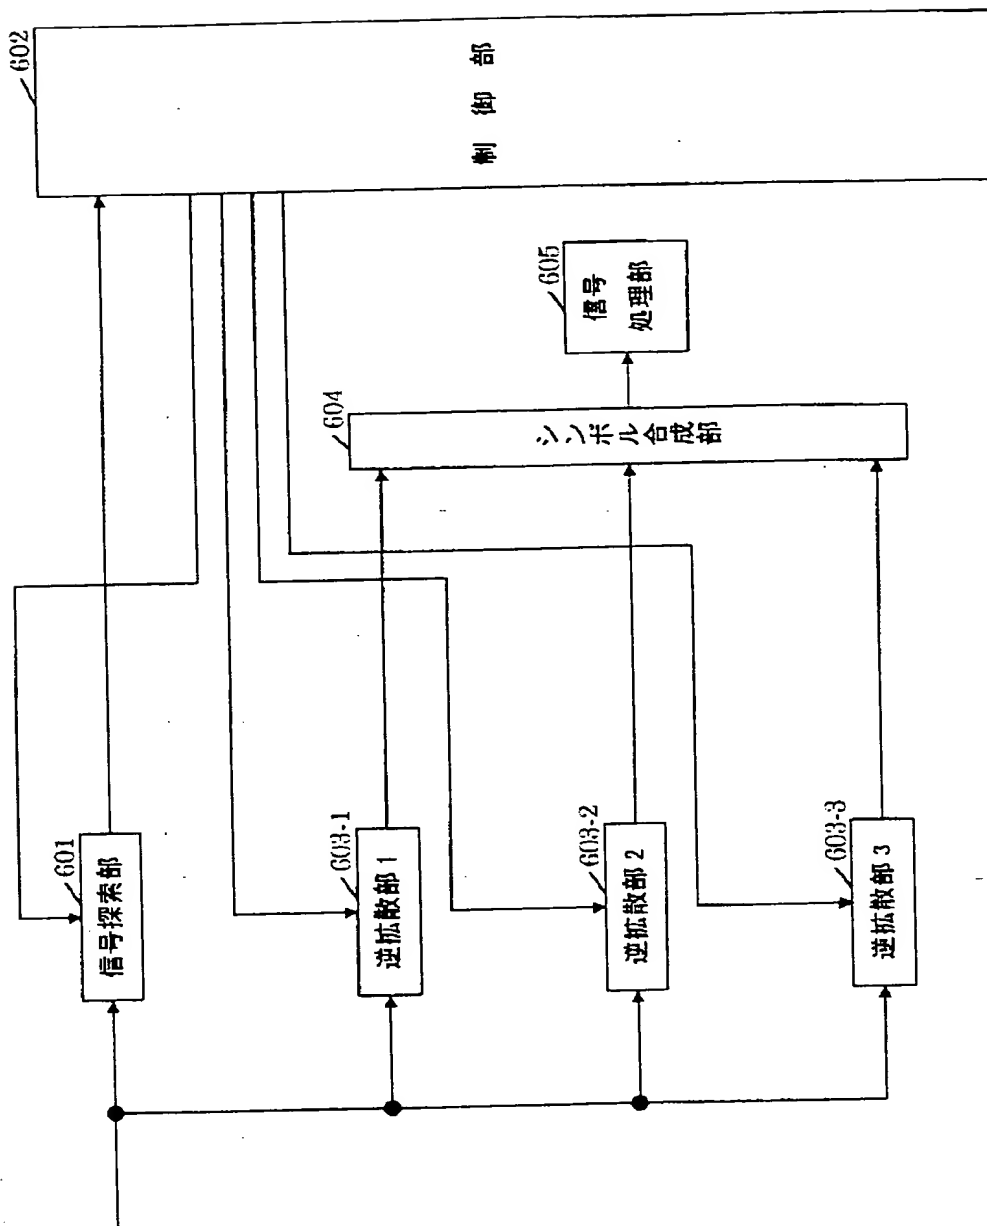 602
制御部
601
信号探索部
603-1
逆拡散部1
603-2
逆拡散部2
603-3
逆拡散部3
604
シンボル合成部
605
信号
処理部